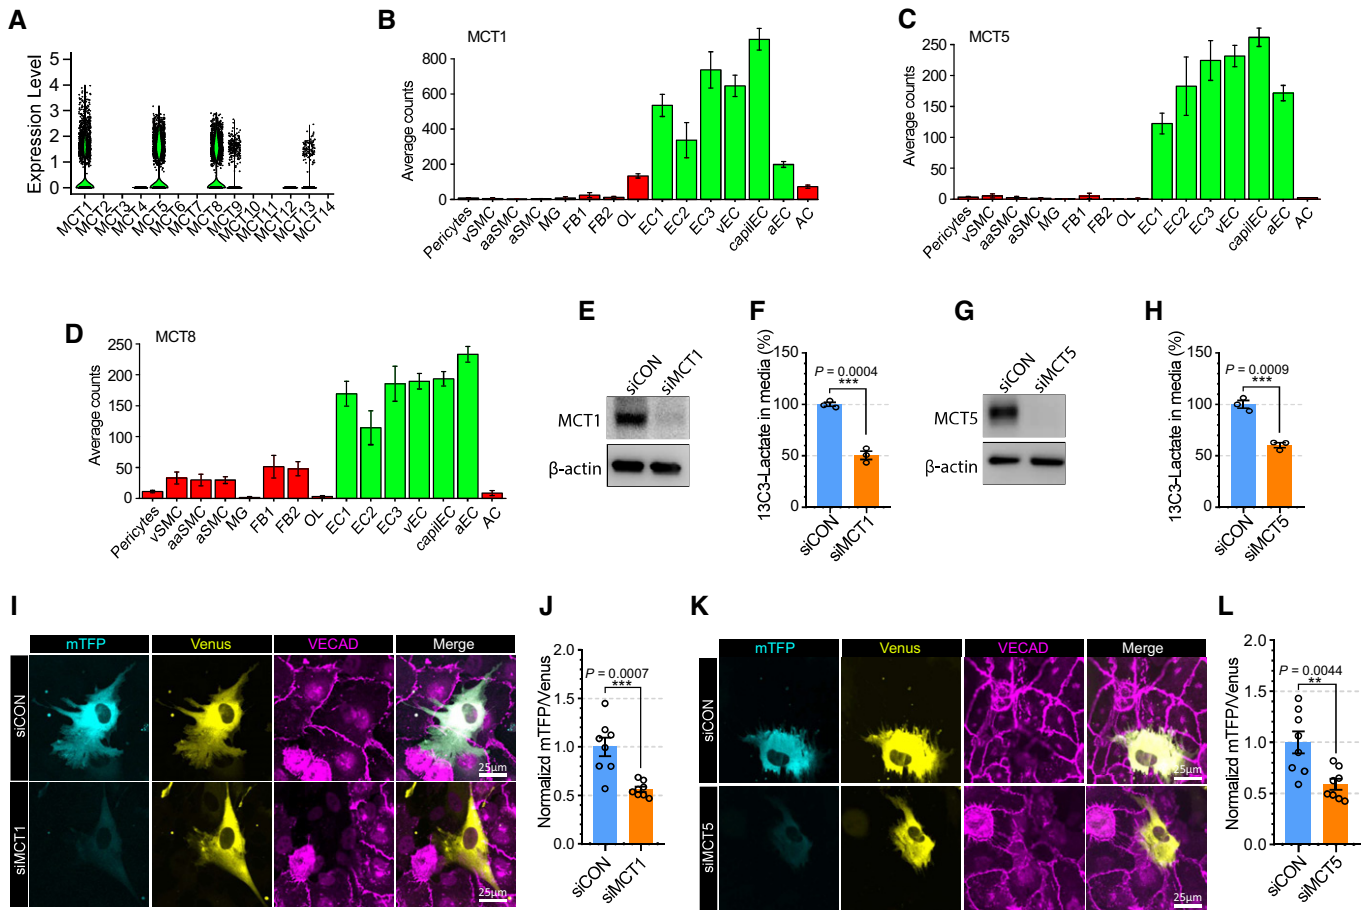 A
Expression Level
5
4
3
2
1
0
MCT1
MCT2
MCT3
MCT4
MCT5
MCT6
MCT7
MCT8
MCT9
MCT10
MCT11
MCT12
MCT13
MCT14
B
MCT1
Average counts
800
600
400
200
0
Pericytes
vSMC
aaSMC
aSMC
MG
FB1
FB2
OL
EC1
EC2
EC3
vEC
capilEC
aEC
AC
C
MCT5
Average counts
250
200
150
100
50
0
Pericytes
vSMC
aaSMC
aSMC
MG
FB1
FB2
OL
EC1
EC2
EC3
vEC
capilEC
aEC
AC
D
MCT8
Average counts
250
200
150
100
50
0
Pericytes
vSMC
aaSMC
aSMC
MG
FB1
FB2
OL
EC1
EC2
EC3
vEC
capilEC
aEC
AC
E
siCON
siMCT1
MCT1
β-actin
F
13C3-Lactate in media (%)
150
100
50
0
P = 0.0004
***
siCON
siMCT1
G
siCON
siMCT5
MCT5
β-actin
H
13C3-Lactate in media (%)
150
100
50
0
P = 0.0009
***
siCON
siMCT5
I
mTFP
Venus
VECAD
Merge
siCON
25µm
siMCT1
25µm
J
Normalizd mTFP/Venus
2.0
1.5
1.0
0.5
0.0
P = 0.0007
***
siCON
siMCT1
K
mTFP
Venus
VECAD
Merge
siCON
25µm
siMCT5
25µm
L
Normalizd mTFP/Venus
2.0
1.5
1.0
0.5
0.0
P = 0.0044
**
siCON
siMCT5